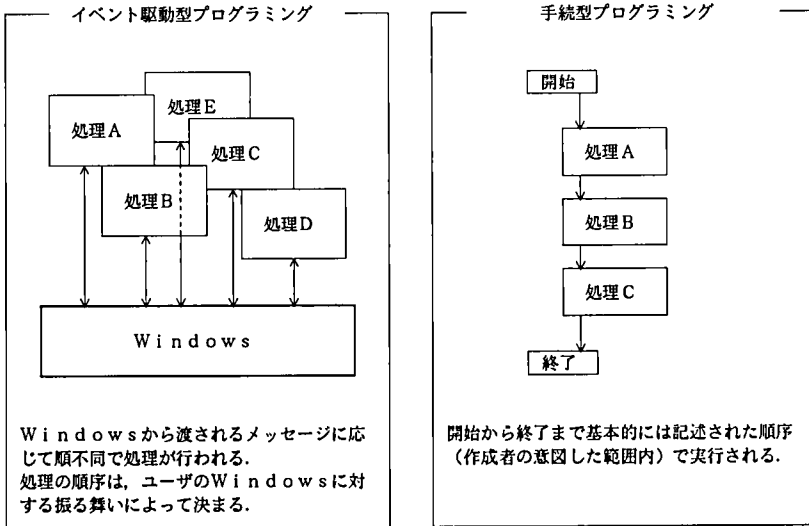 イベント駆動型プログラミング
処理E
処理A
処理C
処理B
処理D
Windows
Windowsから渡されるメッセージに応
じて順不同で処理が行われる.
処理の順序は，ユーザのWindowsに対
する振る舞いによって決まる.
手続型プログラミング
開始
処理A
処理B
処理C
終了
開始から終了まで基本的には記述された順序
（作成者の意図した範囲内）で実行される.